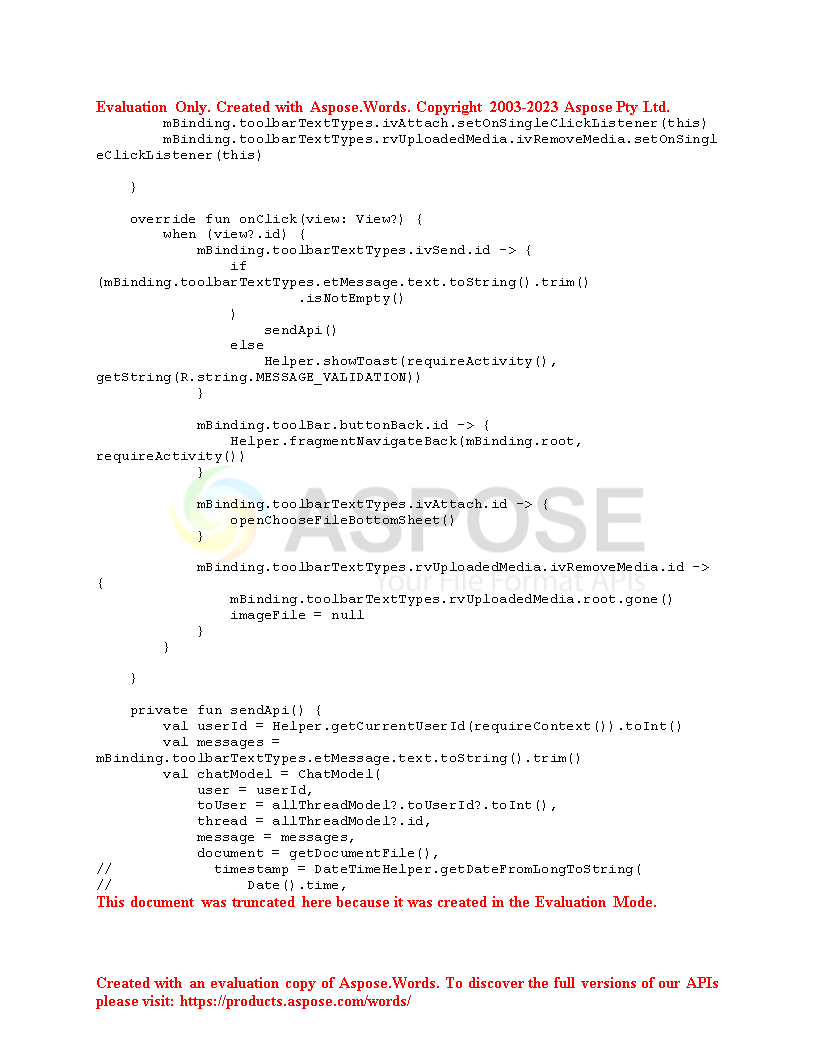 Evaluation Only. Created with Aspose.Words. Copyright 2003-2023 Aspose Pty Ltd.
        mBinding.toolbarTextTypes.ivAttach.setOnSingleClickListener(this)
        mBinding.toolbarTextTypes.rvUploadedMedia.ivRemoveMedia.setOnSingl
eClickListener(this)

    }

    override fun onClick(view: View?) {
        when (view?.id) {
            mBinding.toolbarTextTypes.ivSend.id -> {
                if
(mBinding.toolbarTextTypes.etMessage.text.toString().trim()
                        .isNotEmpty()
                )
                    sendApi()
                else
                    Helper.showToast(requireActivity(),
getString(R.string.MESSAGE_VALIDATION))
            }

            mBinding.toolBar.buttonBack.id -> {
                Helper.fragmentNavigateBack(mBinding.root,
requireActivity())
            }

            mBinding.toolbarTextTypes.ivAttach.id -> {
                openChooseFileBottomSheet()
            }

            mBinding.toolbarTextTypes.rvUploadedMedia.ivRemoveMedia.id ->
{
                mBinding.toolbarTextTypes.rvUploadedMedia.root.gone()
                imageFile = null
            }
        }

    }

    private fun sendApi() {
        val userId = Helper.getCurrentUserId(requireContext()).toInt()
        val messages =
mBinding.toolbarTextTypes.etMessage.text.toString().trim()
        val chatModel = ChatModel(
            user = userId,
            toUser = allThreadModel?.toUserId?.toInt(),
            thread = allThreadModel?.id,
            message = messages,
            document = getDocumentFile(),
//            timestamp = DateTimeHelper.getDateFromLongToString(
//                Date().time,
This document was truncated here because it was created in the Evaluation Mode.
ASPOSE
Your File Format APIs
Created with an evaluation copy of Aspose.Words. To discover the full versions of our APIs
please visit: https://products.aspose.com/words/